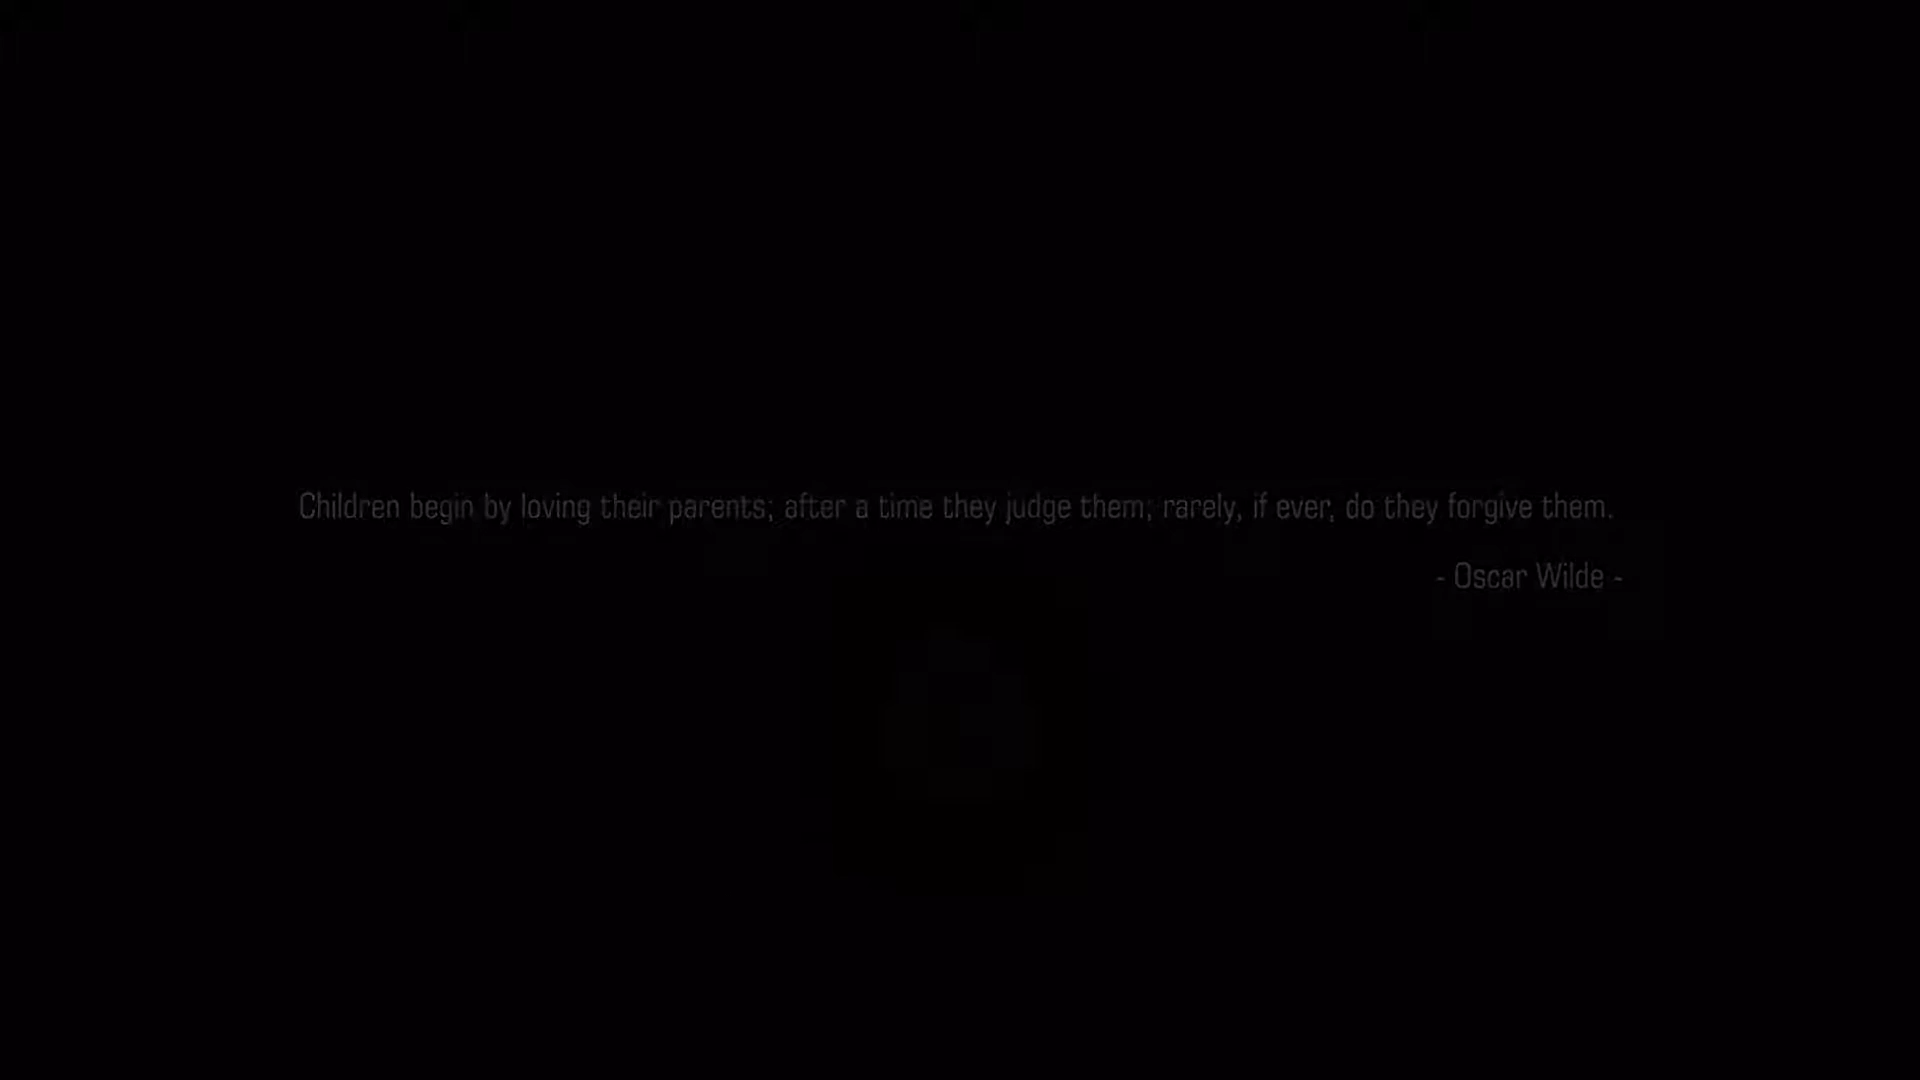 Children begin by loving their parents; after a time they judge them; rarely, if ever, do they forgive them.
- Oscar Wilde -